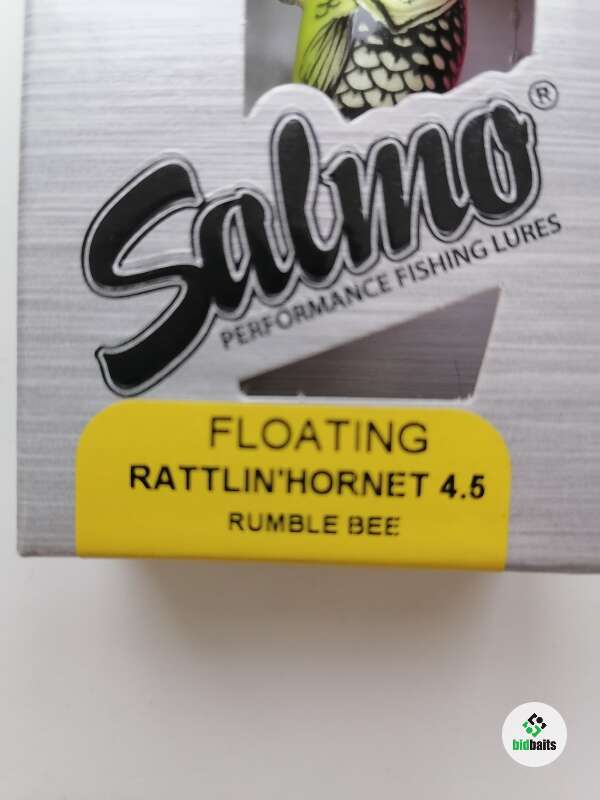 Salmo®
PERFORMANCE FISHING LURES
FLOATING
RATTLIN'HORNET 4.5
RUMBLE BEE
bidbaits